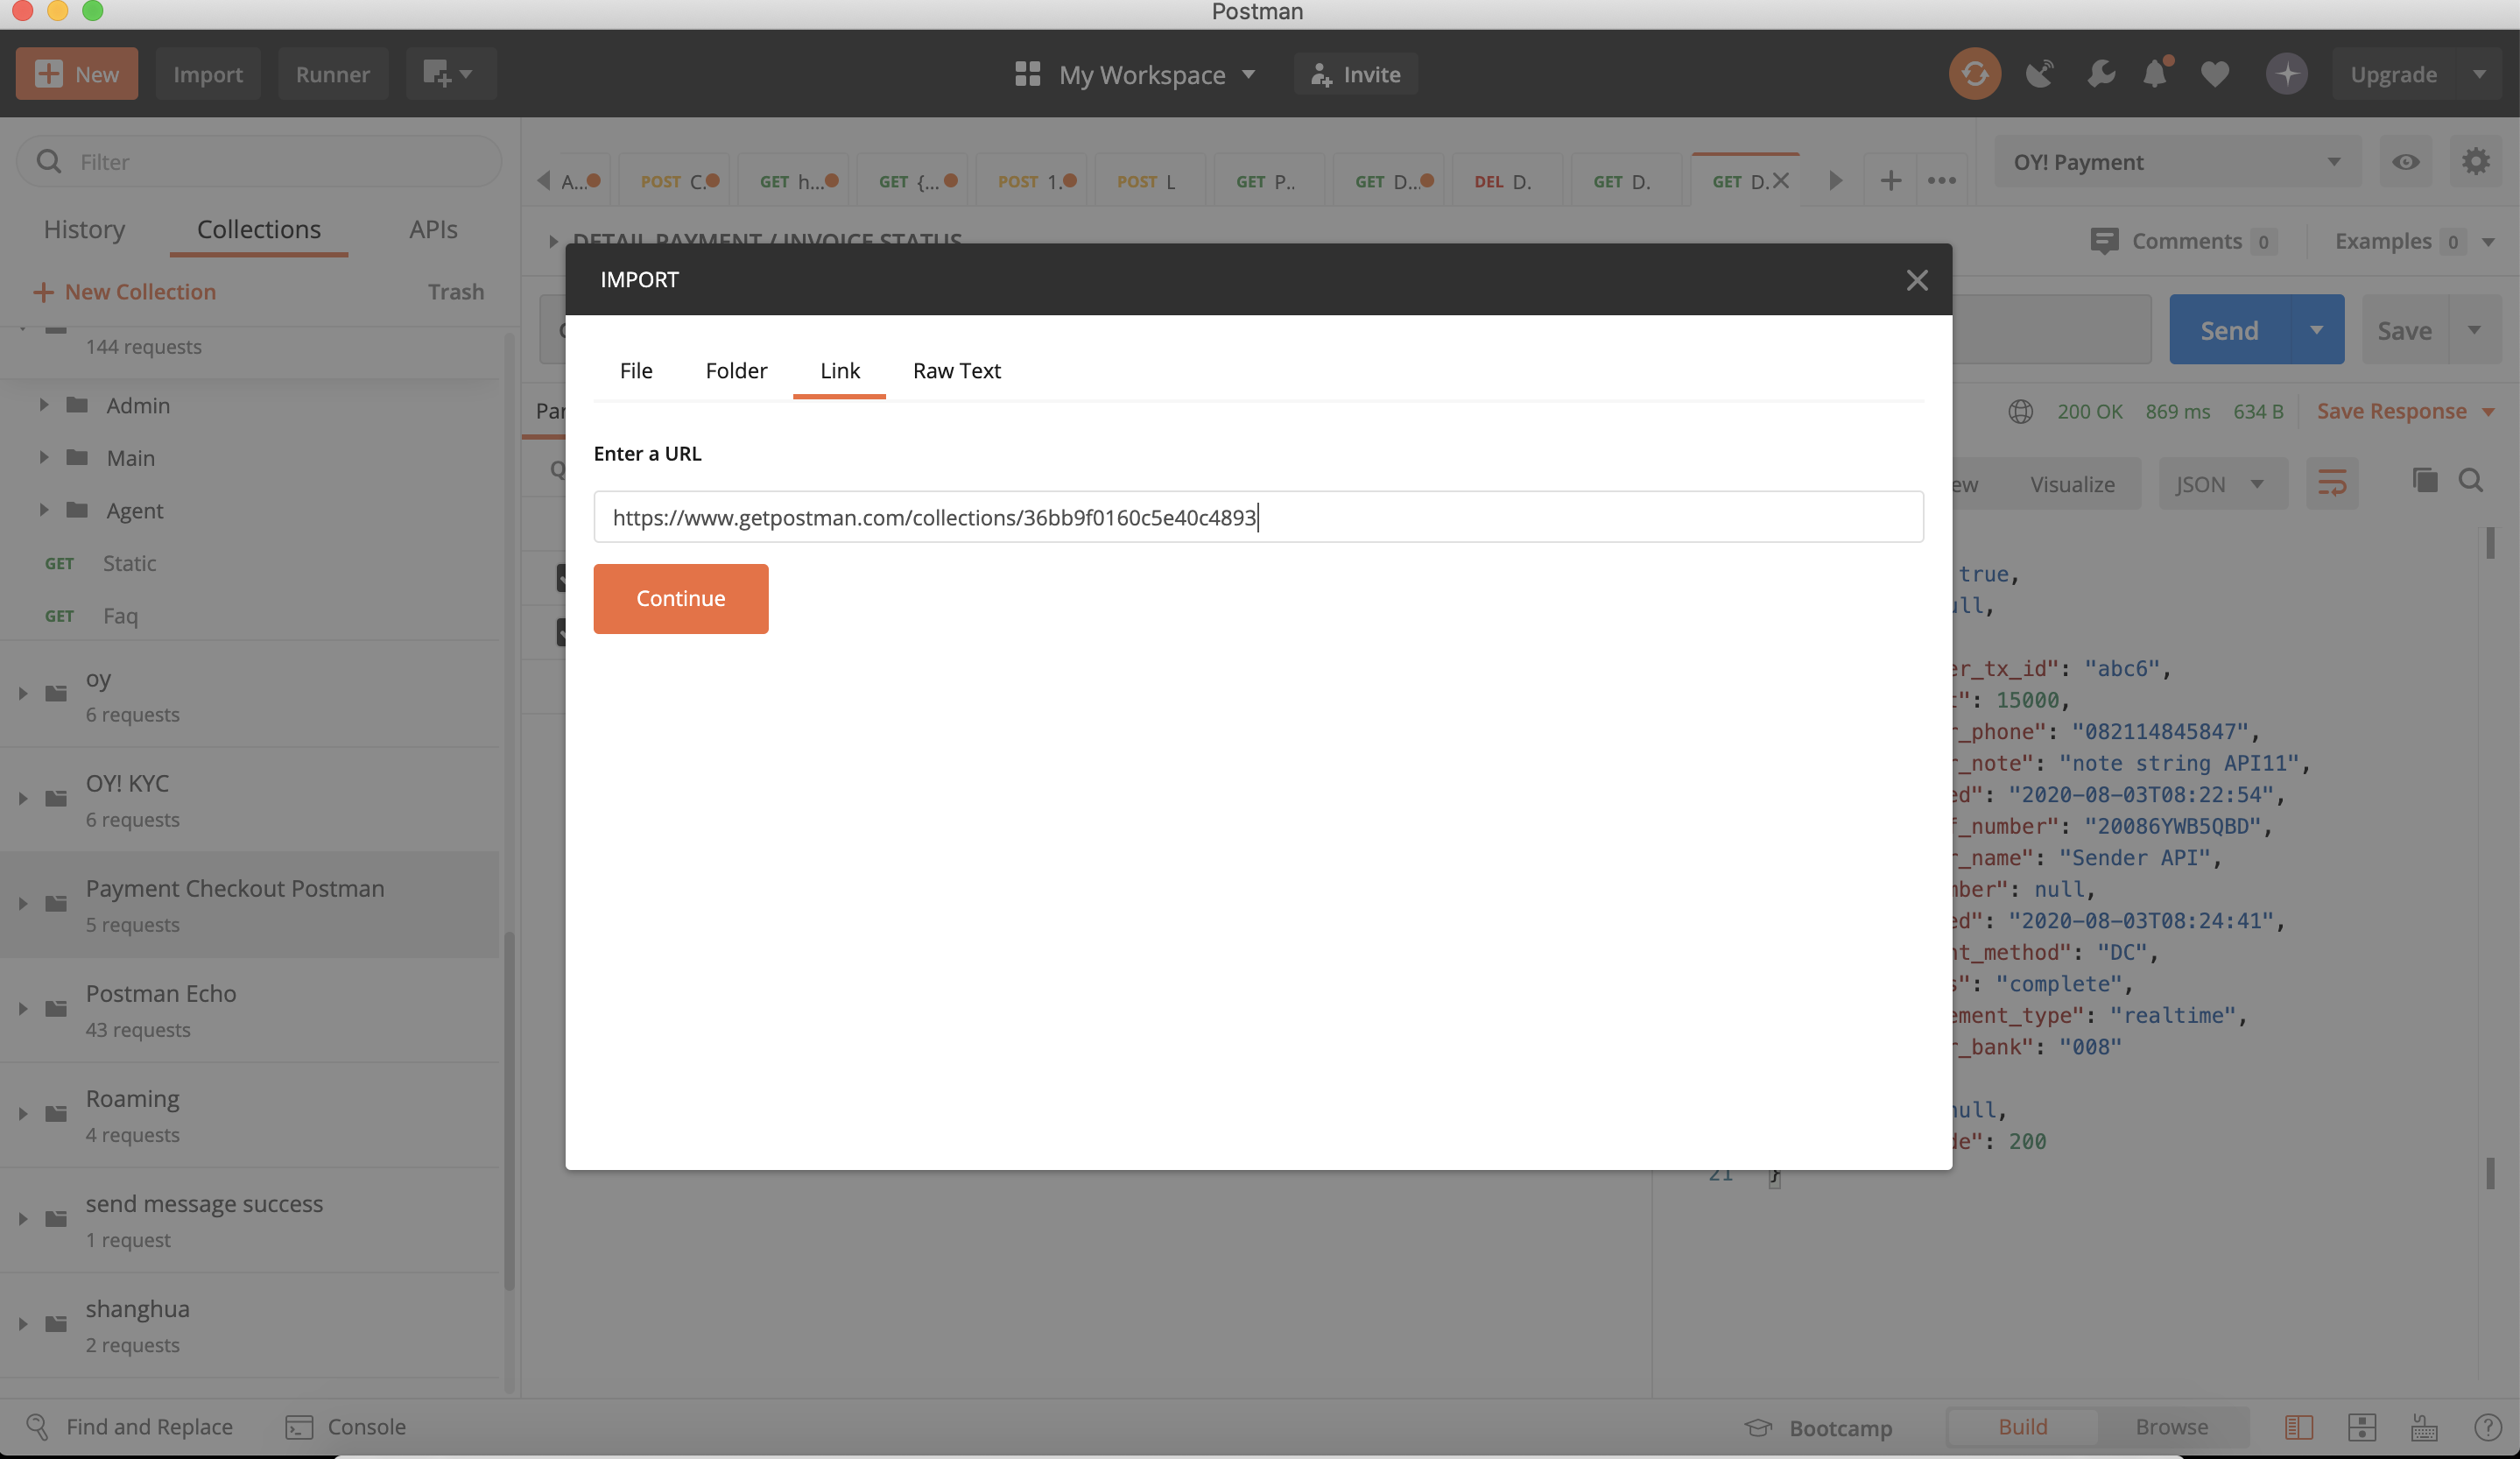 Postman
New
Import
Runner
My Workspace
Invite
Upgrade
Filter
History
Collections
APIs
New Collection
Trash
144 requests
Admin
Main
Agent
GET Static
GET Faq
oy
6 requests
OY! KYC
6 requests
Payment Checkout Postman
5 requests
Postman Echo
43 requests
Roaming
4 requests
send message success
1 request
shanghua
2 requests
A...
POST C.
GET h...
GET {...
POST 1.
POST L
GET P..
GET D...
DEL D.
GET D.
GET D.
OY! Payment
DETAIL PAYMENT / INVOICE STATUS
Comments 0
Examples 0
Send
Save
200 OK 869 ms 634 B
Save Response
Visualize
JSON
IMPORT
File
Folder
Link
Raw Text
Enter a URL
https://www.getpostman.com/collections/36bb9f0160c5e40c4893
Continue
true,
ull,
er_tx_id": "abc6",
t": 15000,
r_phone": "082114845847",
r_note": "note string API11",
ed": "2020-08-03T08:22:54",
f_number": "20086YWB5QBD",
r_name": "Sender API",
mber": null,
ed": "2020-08-03T08:24:41",
nt_method": "DC",
s": "complete",
ement_type": "realtime",
r_bank": "008"
null,
de": 200
21 }
Find and Replace
Console
Bootcamp
Build
Browse